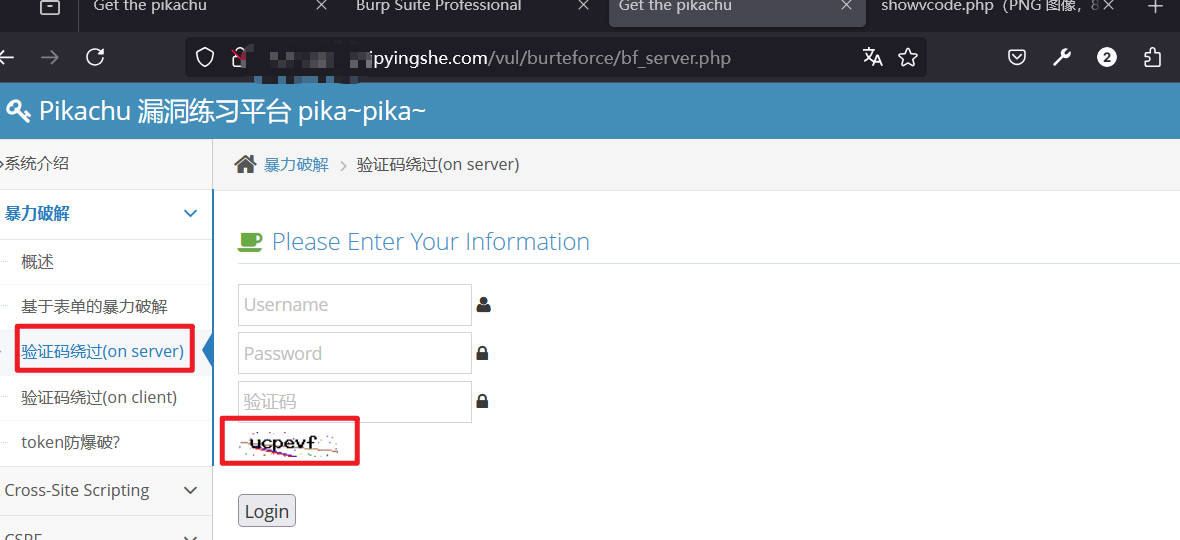 Get the pikachu
Burp Suite Professional
Get the pikachu
showvcode.php（PNG 图像，8
ipyingshe.com/vul/burteforce/bf_server.php
2
Pikachu 漏洞练习平台 pika~pika~
系统介绍
暴力破解
概述
基于表单的暴力破解
验证码绕过(on server)
验证码绕过(on client)
token防爆破?
Cross-Site Scripting
CSRF
暴力破解 > 验证码绕过(on server)
Please Enter Your Information
Username
Password
验证码
ucpevf
Login